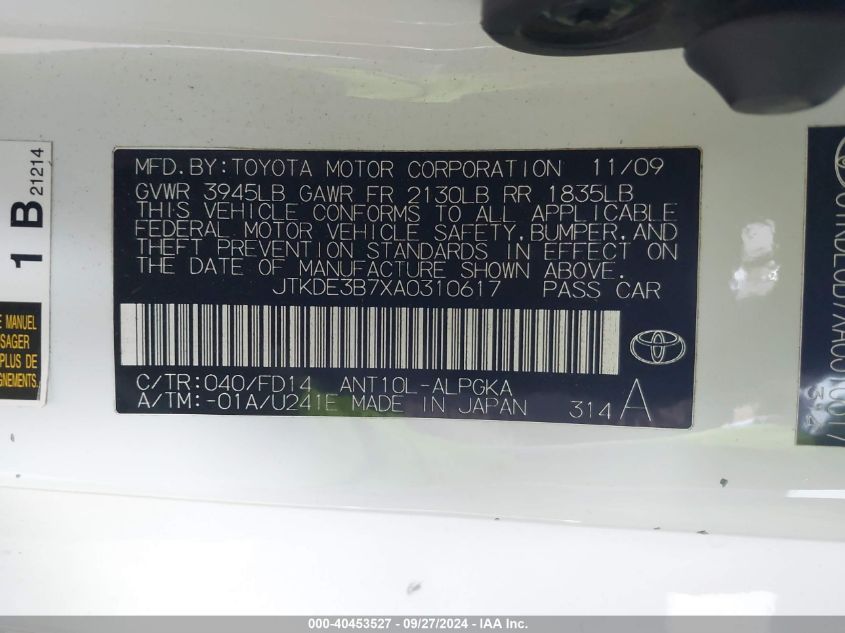 1 B
21214
E MANUEL
SAGER
PLUS DE
MFD.BY:TOYOTA MOTOR CORPORATION 11/09
GVWR 3945LB GAWR FR 2130LB RR 1835LB
THIS VEHICLE CONFORMS TO ALL APPLICABLE
FEDERAL MOTOR VEHICLE SAFETY,BUMPER,AND
THEFT PREVENTION STANDARDS IN EFFECT ON
THE DATE OF MANUFACTURE SHOWN ABOVE.
JTKDE3B7XA0310617 PASS CAR
C/TR:040/FD14 ANT10L-ALPGKA
A/TM:-01A/U241E MADE IN JAPAN 314 A
000-40453527 - 09/27/2024 - IMPACT AUCTIONS INC.